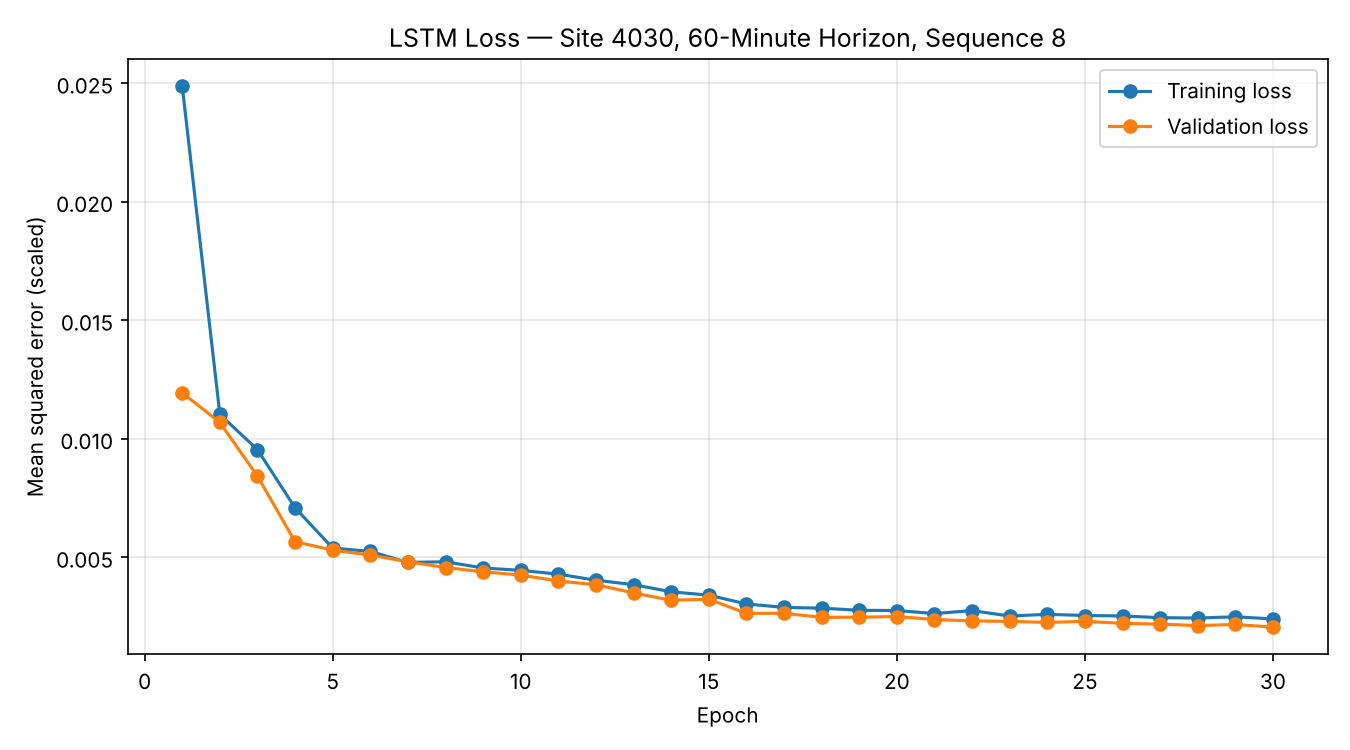 LSTM Loss — Site 4030, 60-Minute Horizon, Sequence 8
Training loss
Validation loss
Mean squared error (scaled)
0.025
0.020
0.015
0.010
0.005
0 5 10 15 20 25 30
Epoch